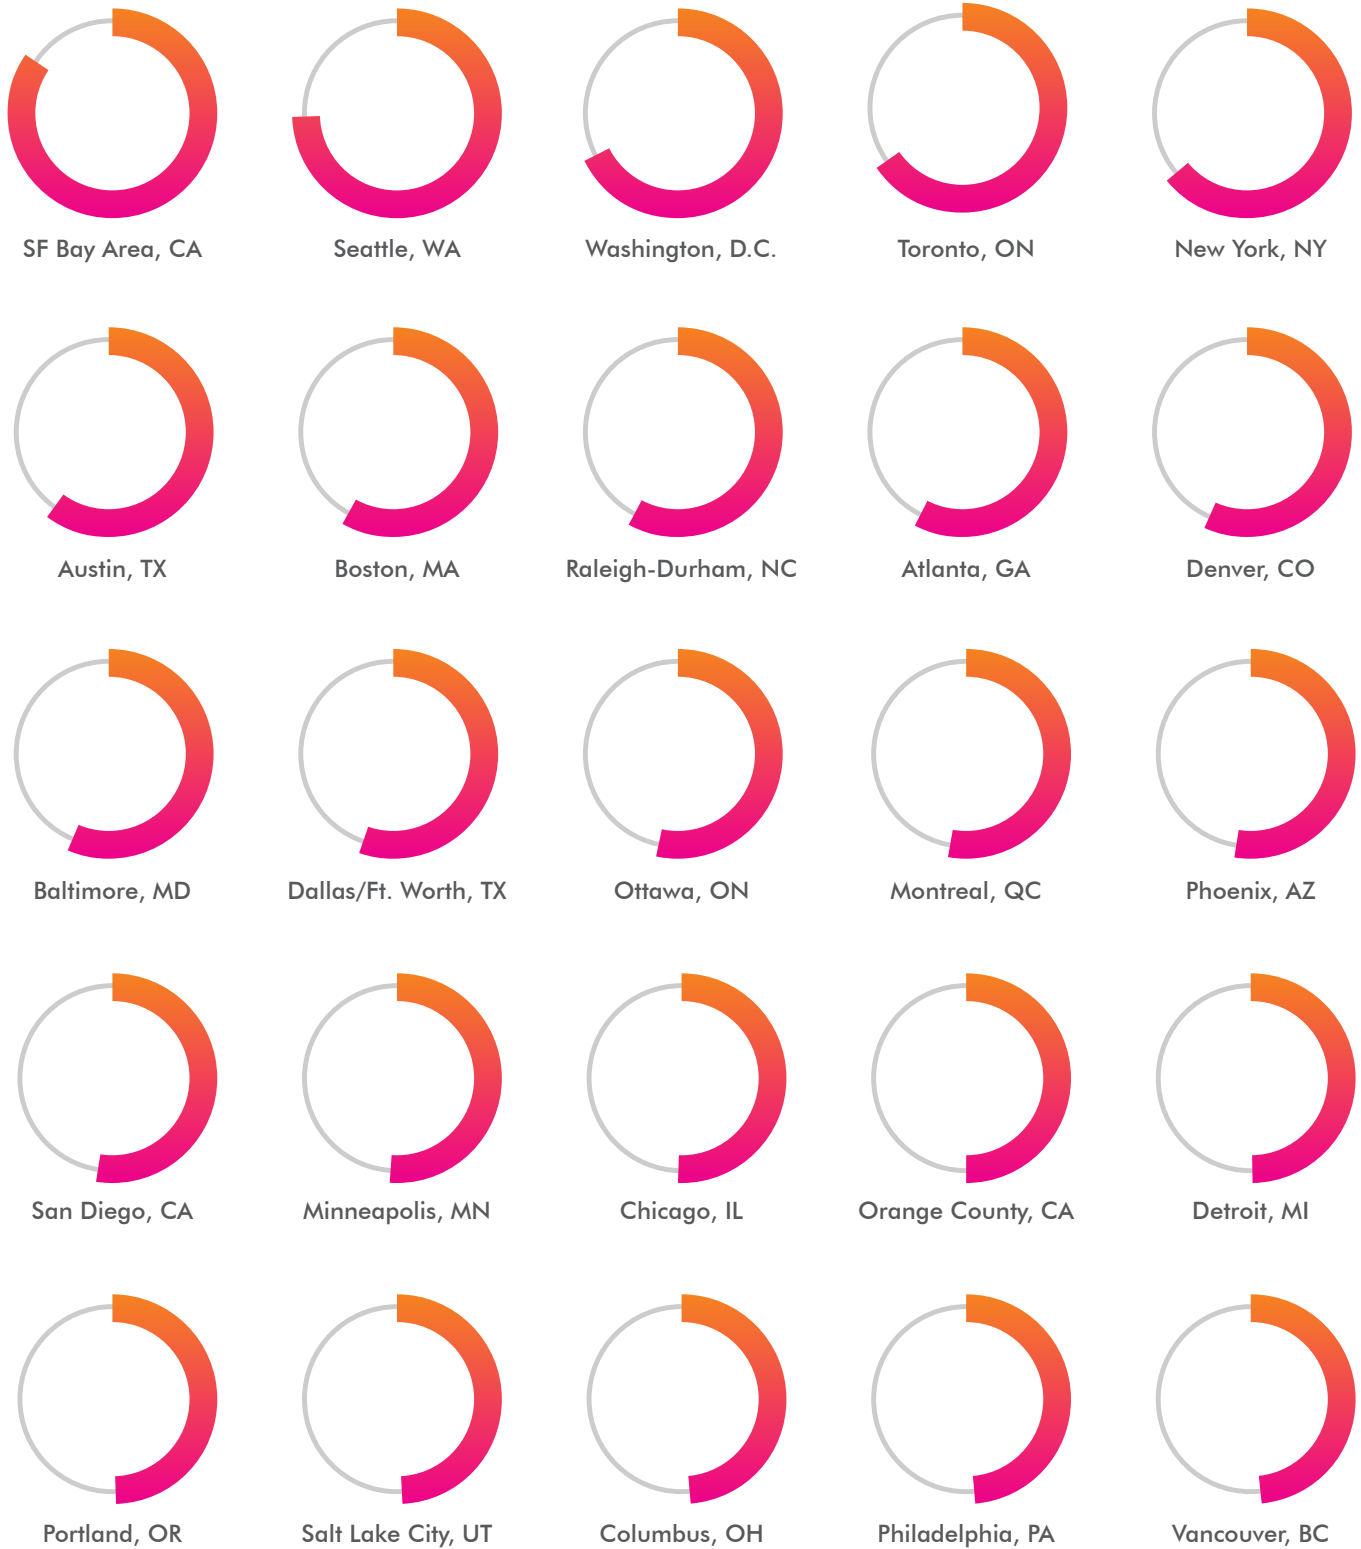 SF Bay Area, CA
Seattle, WA
Washington, D.C.
Toronto, ON
New York, NY
Austin, TX
Boston, MA
Raleigh-Durham, NC
Atlanta, GA
Denver, CO
Baltimore, MD
Dallas/Ft. Worth, TX
Ottawa, ON
Montreal, QC
Phoenix, AZ
San Diego, CA
Minneapolis, MN
Chicago, IL
Orange County, CA
Detroit, MI
Portland, OR
Salt Lake City, UT
Columbus, OH
Philadelphia, PA
Vancouver, BC